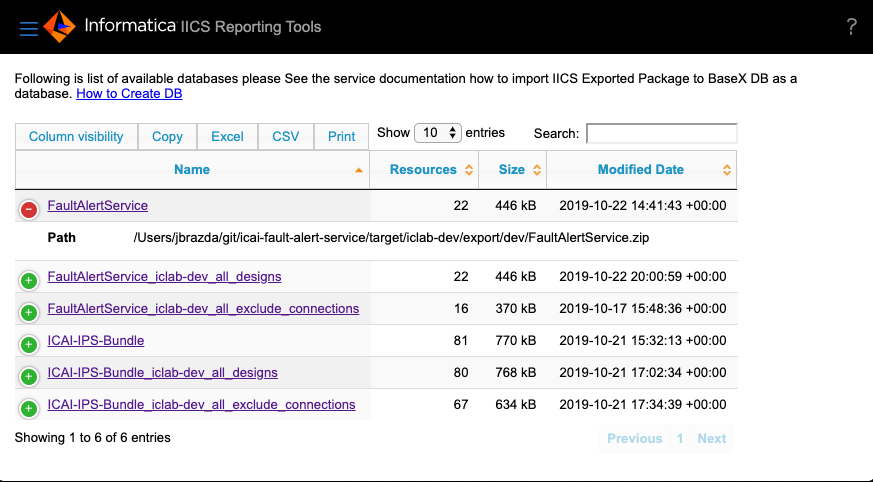 Informatica IICS Reporting Tools ?
Following is list of available databases please See the service documentation how to import IICS Exported Package to BaseX DB as a
database. How to Create DB
Column visibility Copy Excel CSV Print Show 10 entries Search:
Name Resources Size Modified Date
FaultAlertService 22 446 kB 2019-10-22 14:41:43 +00:00
Path /Users/jbrazda/git/icai-fault-alert-service/target/iclab-dev/export/dev/FaultAlertService.zip
FaultAlertService_iclab-dev_all_designs 22 446 kB 2019-10-22 20:00:59 +00:00
FaultAlertService_iclab-dev_all_exclude_connections 16 370 kB 2019-10-17 15:48:36 +00:00
ICAI-IPS-Bundle 81 770 kB 2019-10-21 15:32:13 +00:00
ICAI-IPS-Bundle_iclab-dev_all_designs 80 768 kB 2019-10-21 17:02:34 +00:00
ICAI-IPS-Bundle_iclab-dev_all_exclude_connections 67 634 kB 2019-10-21 17:34:39 +00:00
Showing 1 to 6 of 6 entries Previous 1 Next